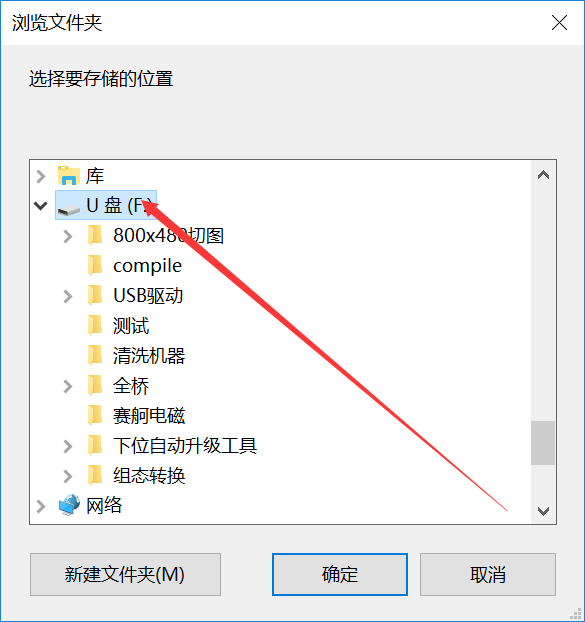 浏览文件夹
选择要存储的位置
库
U 盘 (F:)
800x480切图
compile
USB驱动
测试
清洗机器
全桥
赛舸电磁
下位自动升级工具
组态转换
网络
新建文件夹(M)
确定
取消